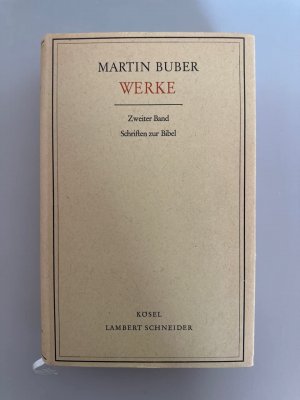 MARTIN BUBER
WERKE
Zweiter Band
Schriften zur Bibel
KÖSEL
LAMBERT SCHNEIDER